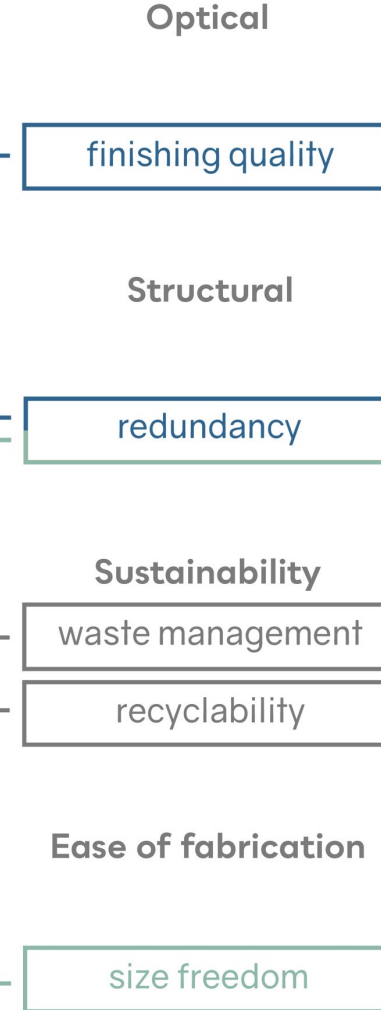 Optical
finishing quality
Structural
redundancy
Sustainability
waste management
recyclability
Ease of fabrication
size freedom